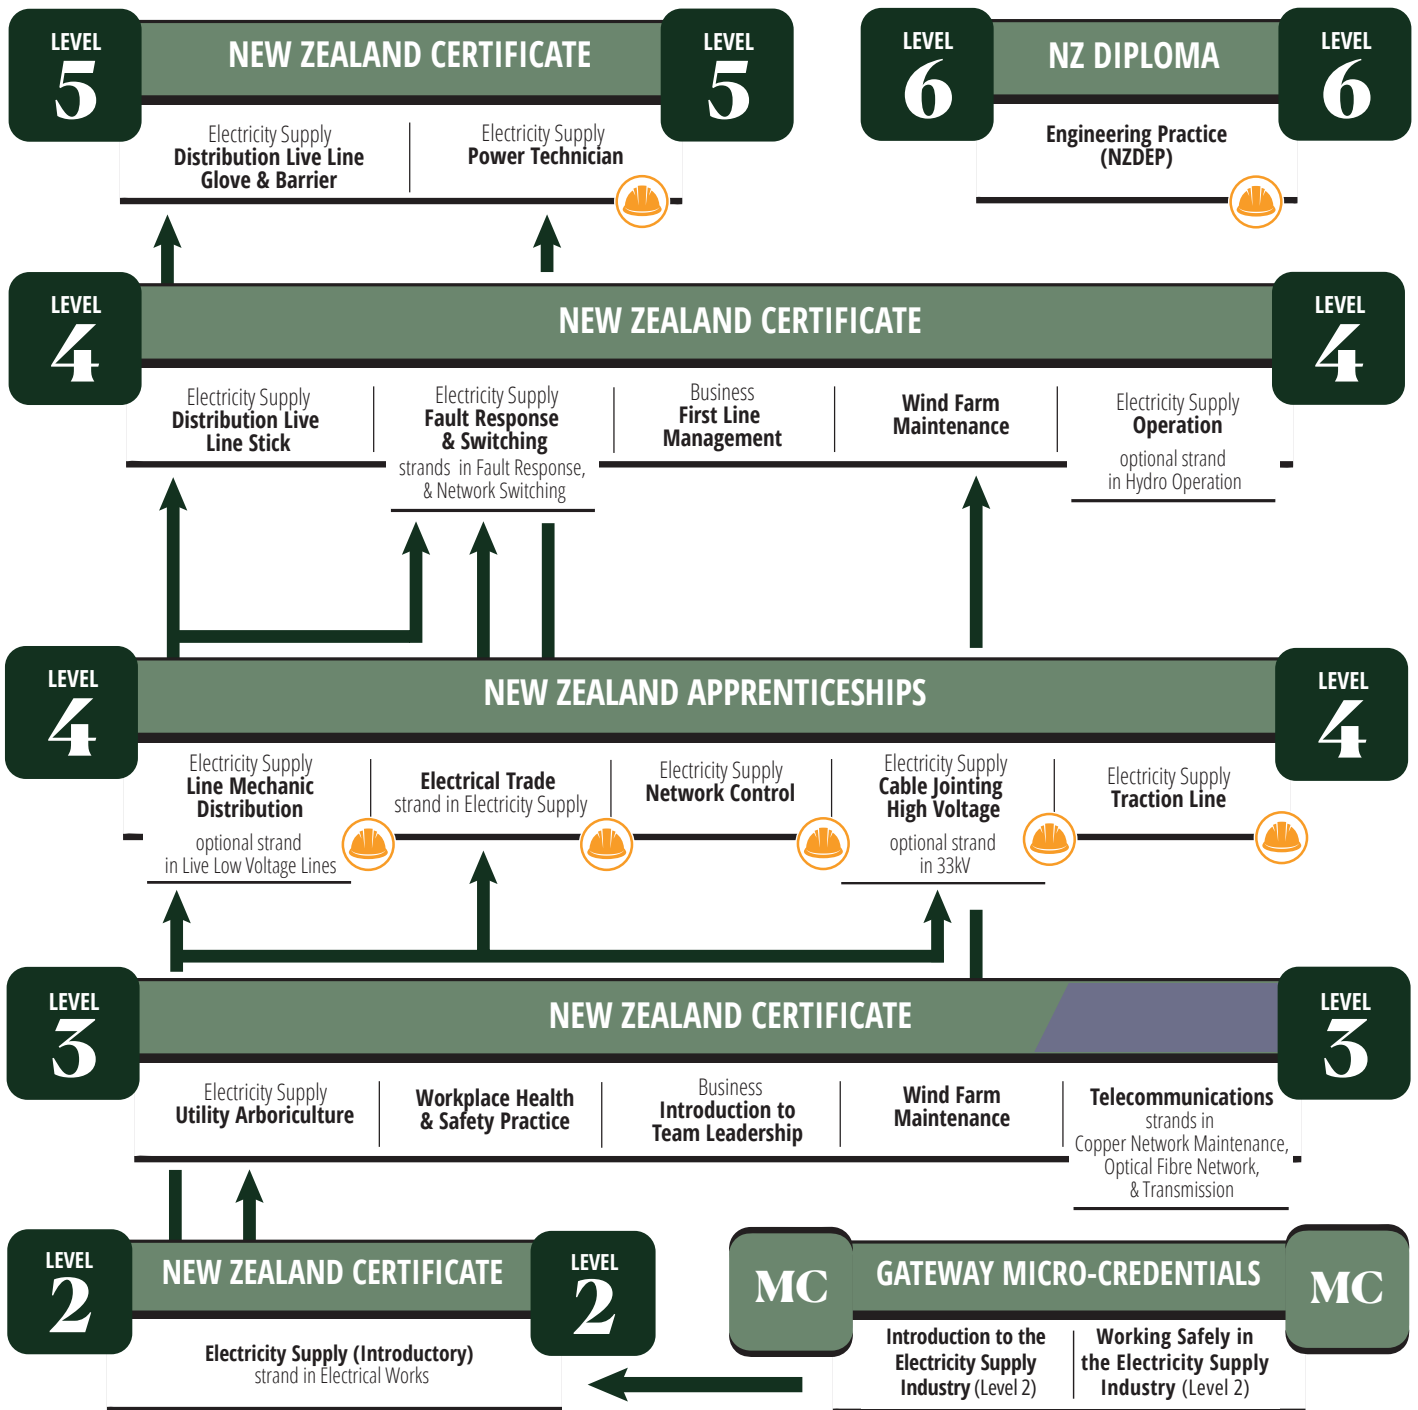 LEVEL
5
NEW ZEALAND CERTIFICATE
LEVEL
5
Electricity Supply
Distribution Live Line
Glove & Barrier
Electricity Supply
Power Technician
LEVEL
6
NZ DIPLOMA
LEVEL
6
Engineering Practice
(NZDEP)
LEVEL
4
NEW ZEALAND CERTIFICATE
LEVEL
4
Electricity Supply
Distribution Live
Line Stick
Electricity Supply
Fault Response
& Switching
strands in Fault Response,
& Network Switching
Business
First Line
Management
Wind Farm
Maintenance
Electricity Supply
Operation
optional strand
in Hydro Operation
LEVEL
4
NEW ZEALAND APPRENTICESHIPS
LEVEL
4
Electricity Supply
Line Mechanic
Distribution
optional strand
in Live Low Voltage Lines
Electrical Trade
strand in Electricity Supply
Electricity Supply
Network Control
Electricity Supply
Cable Jointing
High Voltage
optional strand
in 33kV
Electricity Supply
Traction Line
LEVEL
3
NEW ZEALAND CERTIFICATE
LEVEL
3
Electricity Supply
Utility Arboriculture
Workplace Health
& Safety Practice
Business
Introduction to
Team Leadership
Wind Farm
Maintenance
Telecommunications
strands in
Copper Network Maintenance,
Optical Fibre Network,
& Transmission
LEVEL
2
NEW ZEALAND CERTIFICATE
LEVEL
2
Electricity Supply (Introductory)
strand in Electrical Works
MC
GATEWAY MICRO-CREDENTIALS
MC
Introduction to the
Electricity Supply
Industry (Level 2)
Working Safely in
the Electricity Supply
Industry (Level 2)